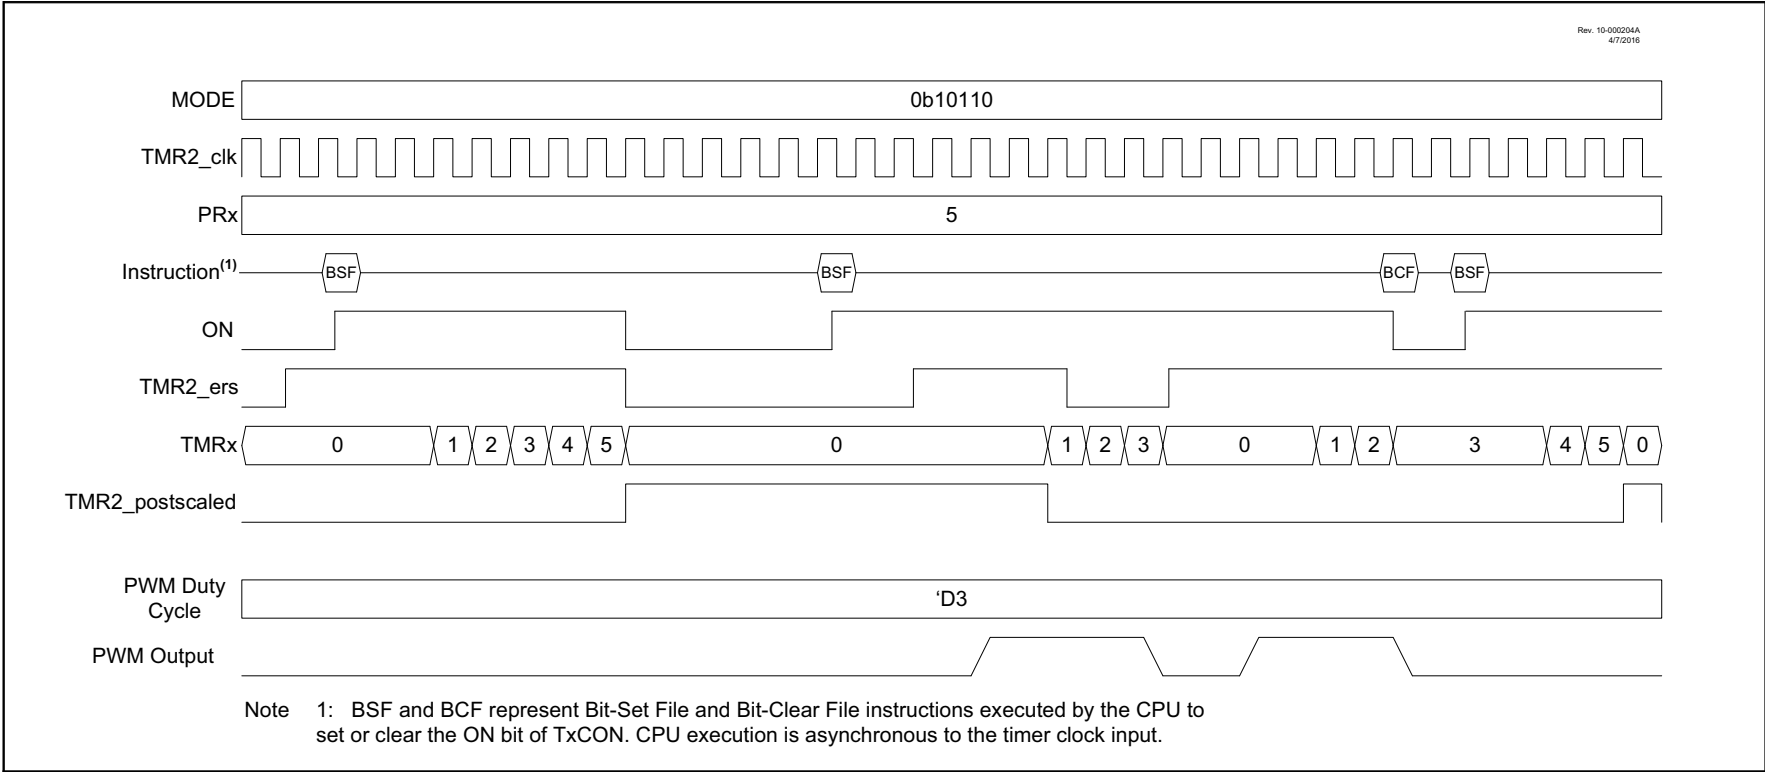 Rev. 10-000204A
4/7/2016
MODE 0b10110
TMR2_clk
PRx 5
Instruction(1) BSF BSF BCF BSF
ON
TMR2_ers
TMRx 0 1 2 3 4 5 0 1 2 3 0 1 2 3 4 5 0
TMR2_postscaled
PWM Duty
Cycle
‘D3
PWM Output
Note 1: BSF and BCF represent Bit-Set File and Bit-Clear File instructions executed by the CPU to
set or clear the ON bit of TxCON. CPU execution is asynchronous to the timer clock input.